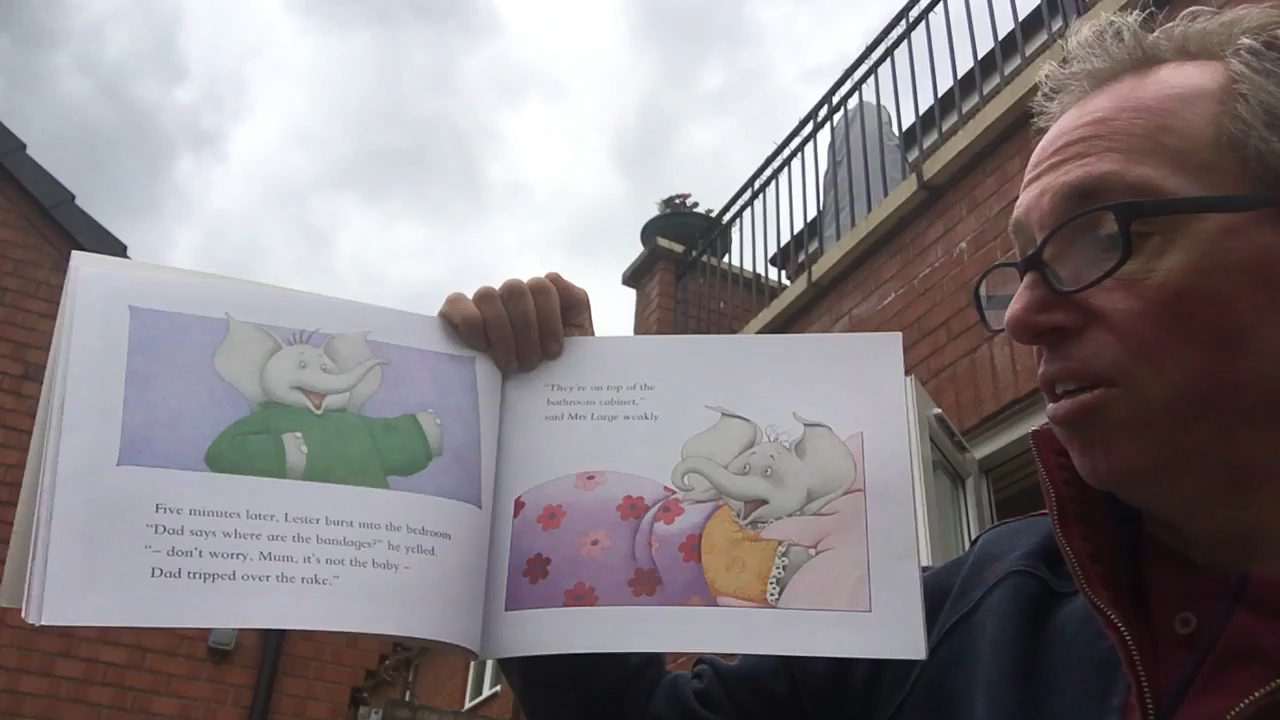 Five minutes later, Lester burst into the bedroom
"Dad says where are the bandages?" he yelled.
"– don't worry, Mum, it's not the baby –
Dad tripped over the rake."
"They're on top of the
bathroom cabinet,"
said Mrs Large weakly